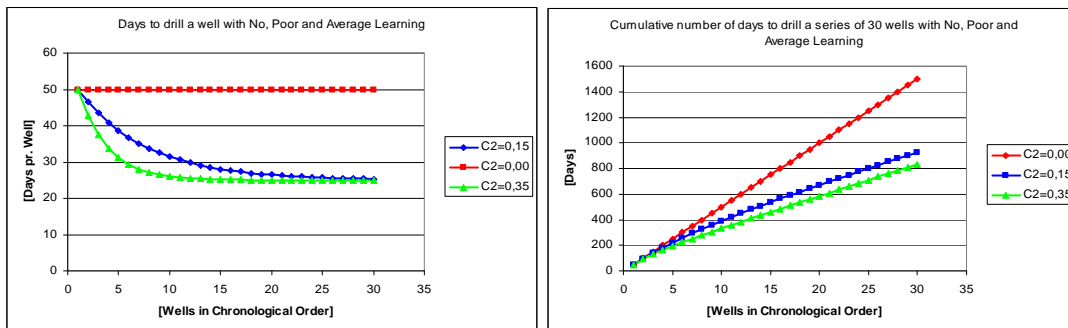 Days to drill a well with No, Poor and Average Learning
60
50
40
30
20
10
0
0 5 10 15 20 25 30 35
[Wells in Chronological Order]
[Days pr. Well]
C2=0,15
C2=0,00
C2=0,35
Cumulative number of days to drill a series of 30 wells with No, Poor and
Average Learning
1600
1400
1200
1000
800
600
400
200
0
0 5 10 15 20 25 30 35
[Wells in Chronological Order]
[Days]
C2=0,00
C2=0,15
C2=0,35